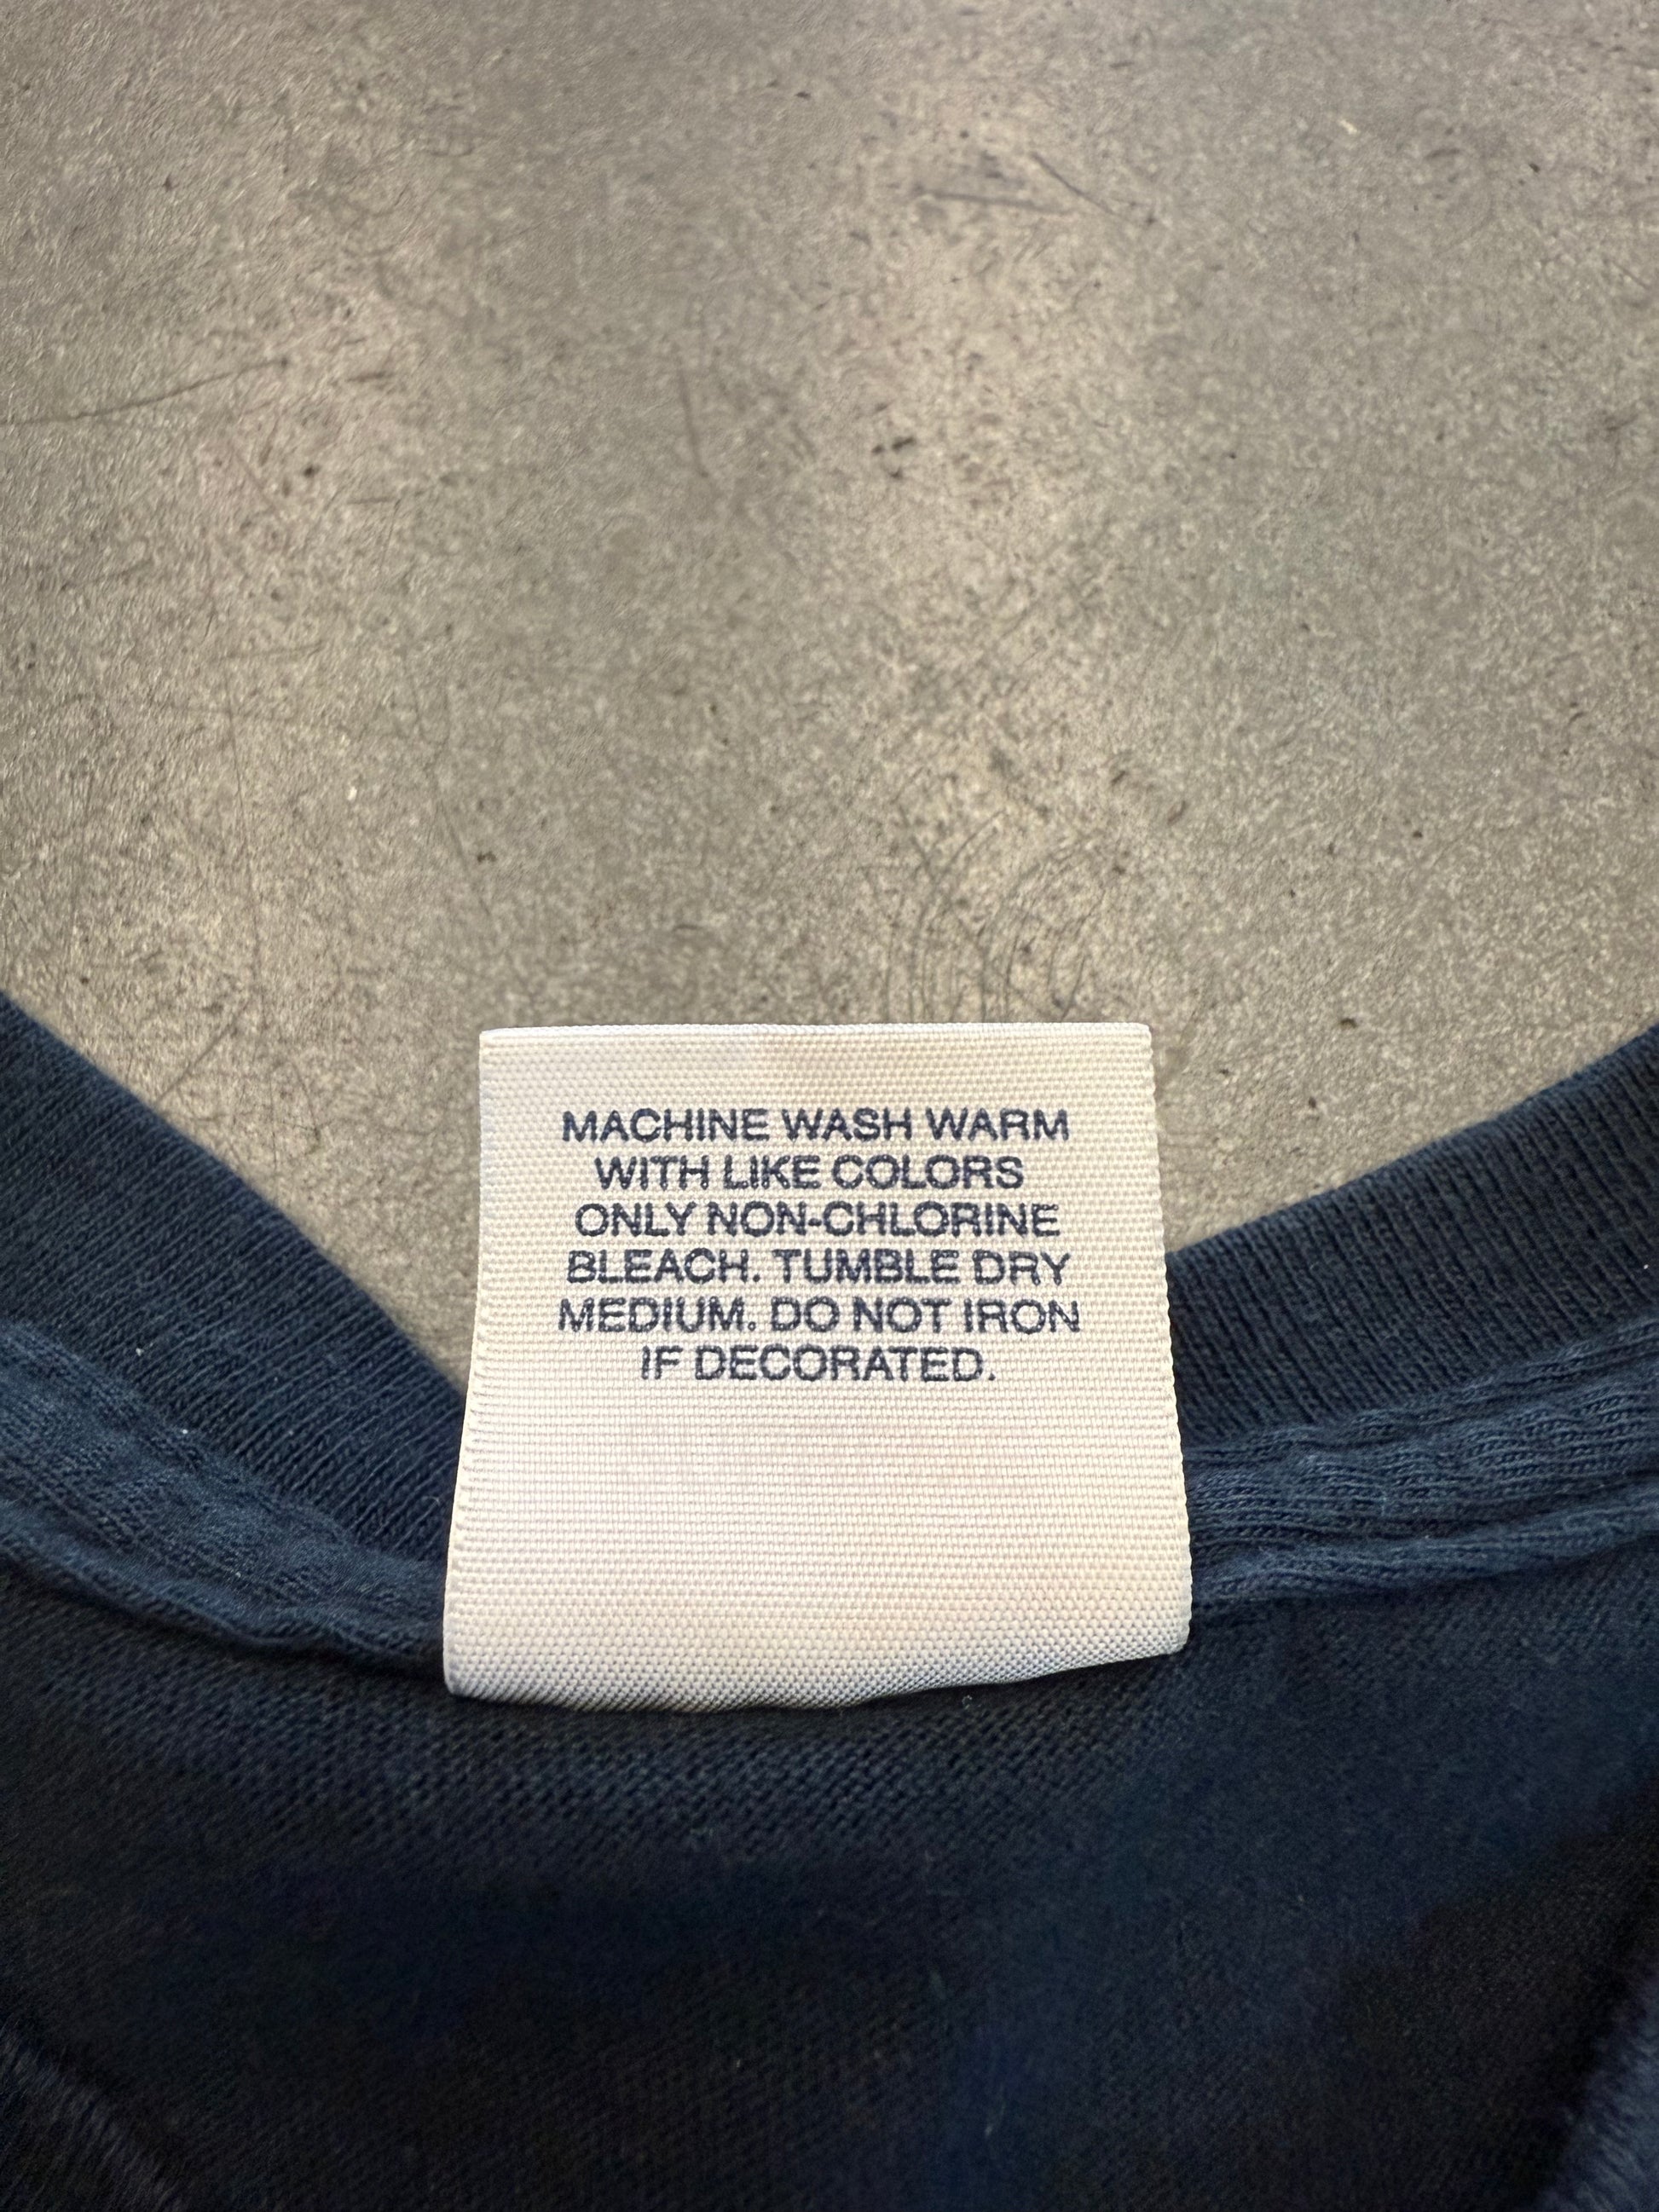 MACHINE WASH WARM
WITH LIKE COLORS
ONLY NON-CHLORINE
BLEACH. TUMBLE DRY
MEDIUM. DO NOT IRON
IF DECORATED.